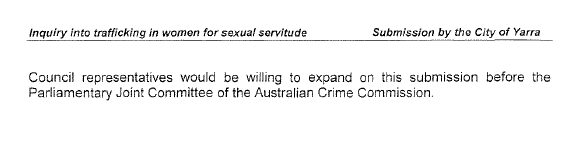 Inquiry into trafficking in women for sexual servitude Submission by the City of Yarra
Council representatives would be willing to expand on this submission before the
Parliamentary Joint Committee of the Australian Crime Commission.